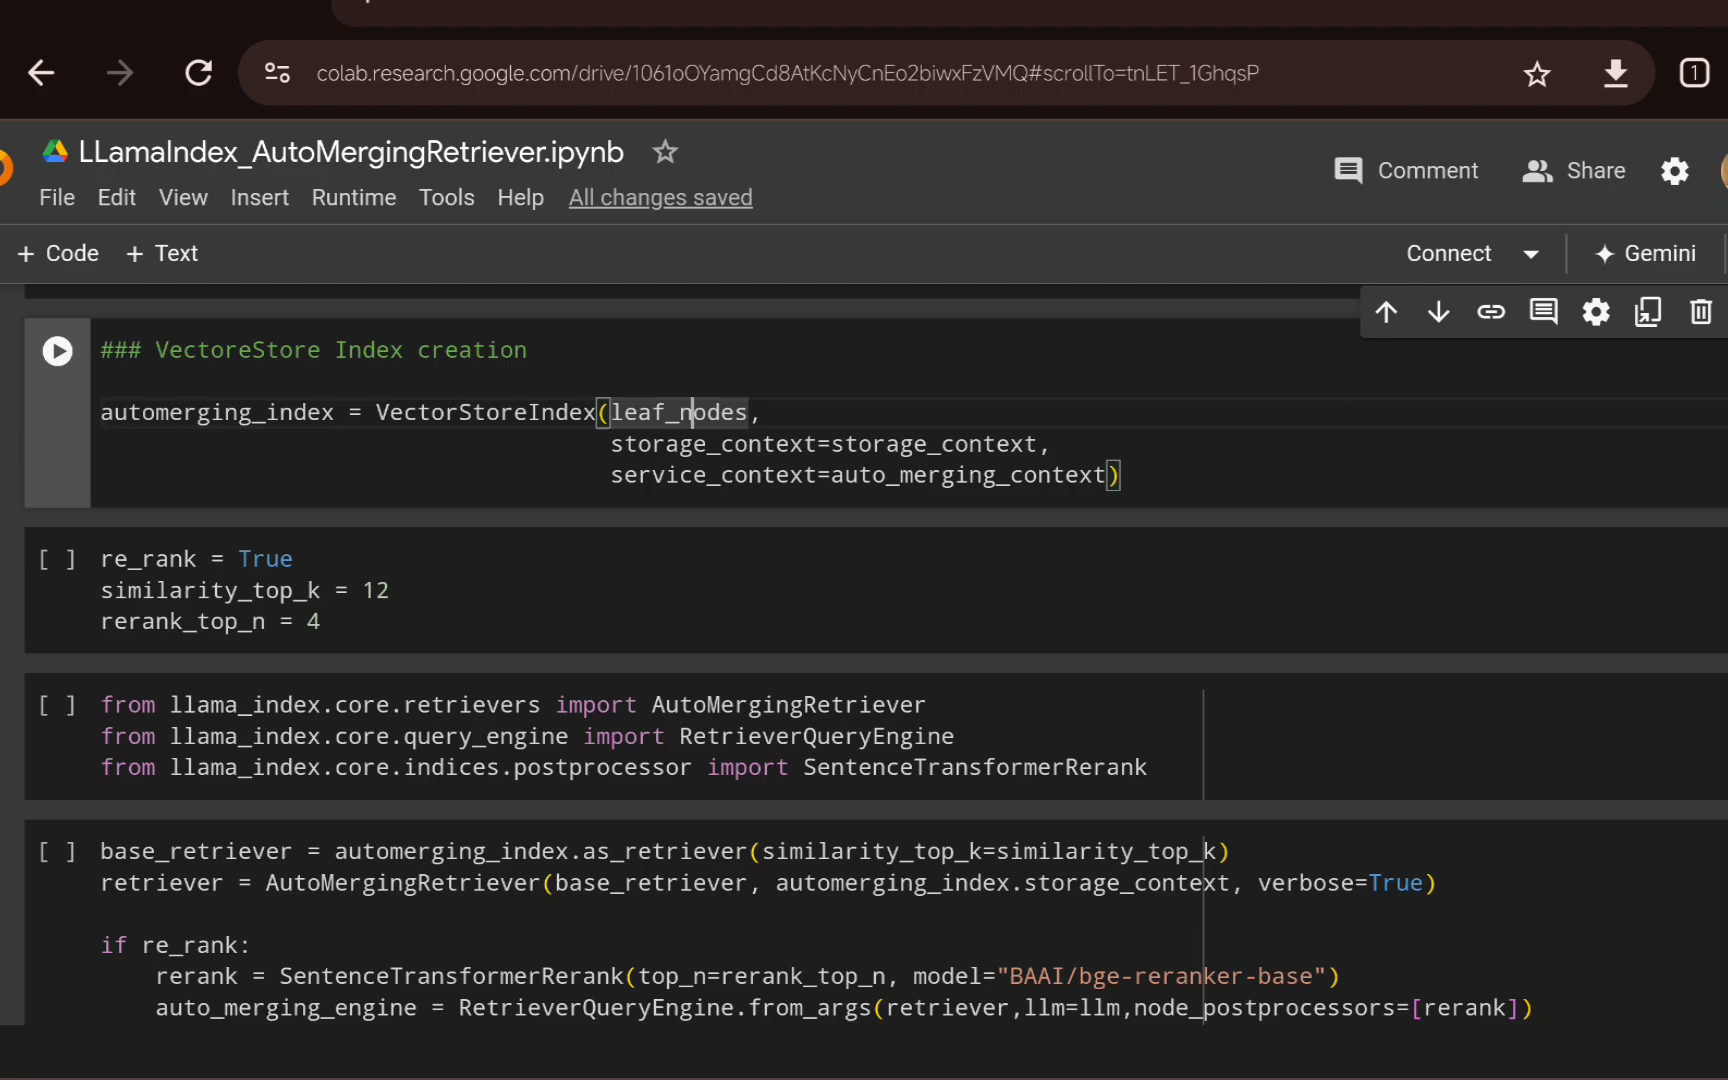 colab.research.google.com/drive/1061oOYamgCd8AtKcNyCnEo2biwxFzVMQ#scrollTo=tnLET_1GhqsP
1
LLamaIndex_AutoMergingRetriever.ipynb
Comment Share
File Edit View Insert Runtime Tools Help All changes saved
+ Code + Text Connect Gemini
### VectoreStore Index creation
automerging_index = VectorStoreIndex(leaf_nodes,
storage_context=storage_context,
service_context=auto_merging_context)
[ ] re_rank = True
similarity_top_k = 12
rerank_top_n = 4
[ ] from llama_index.core.retrievers import AutoMergingRetriever
from llama_index.core.query_engine import RetrieverQueryEngine
from llama_index.core.indices.postprocessor import SentenceTransformerRerank
[ ] base_retriever = automerging_index.as_retriever(similarity_top_k=similarity_top_k)
retriever = AutoMergingRetriever(base_retriever, automerging_index.storage_context, verbose=True)
if re_rank:
rerank = SentenceTransformerRerank(top_n=rerank_top_n, model="BAAI/bge-reranker-base")
auto_merging_engine = RetrieverQueryEngine.from_args(retriever,llm=llm,node_postprocessors=[rerank])